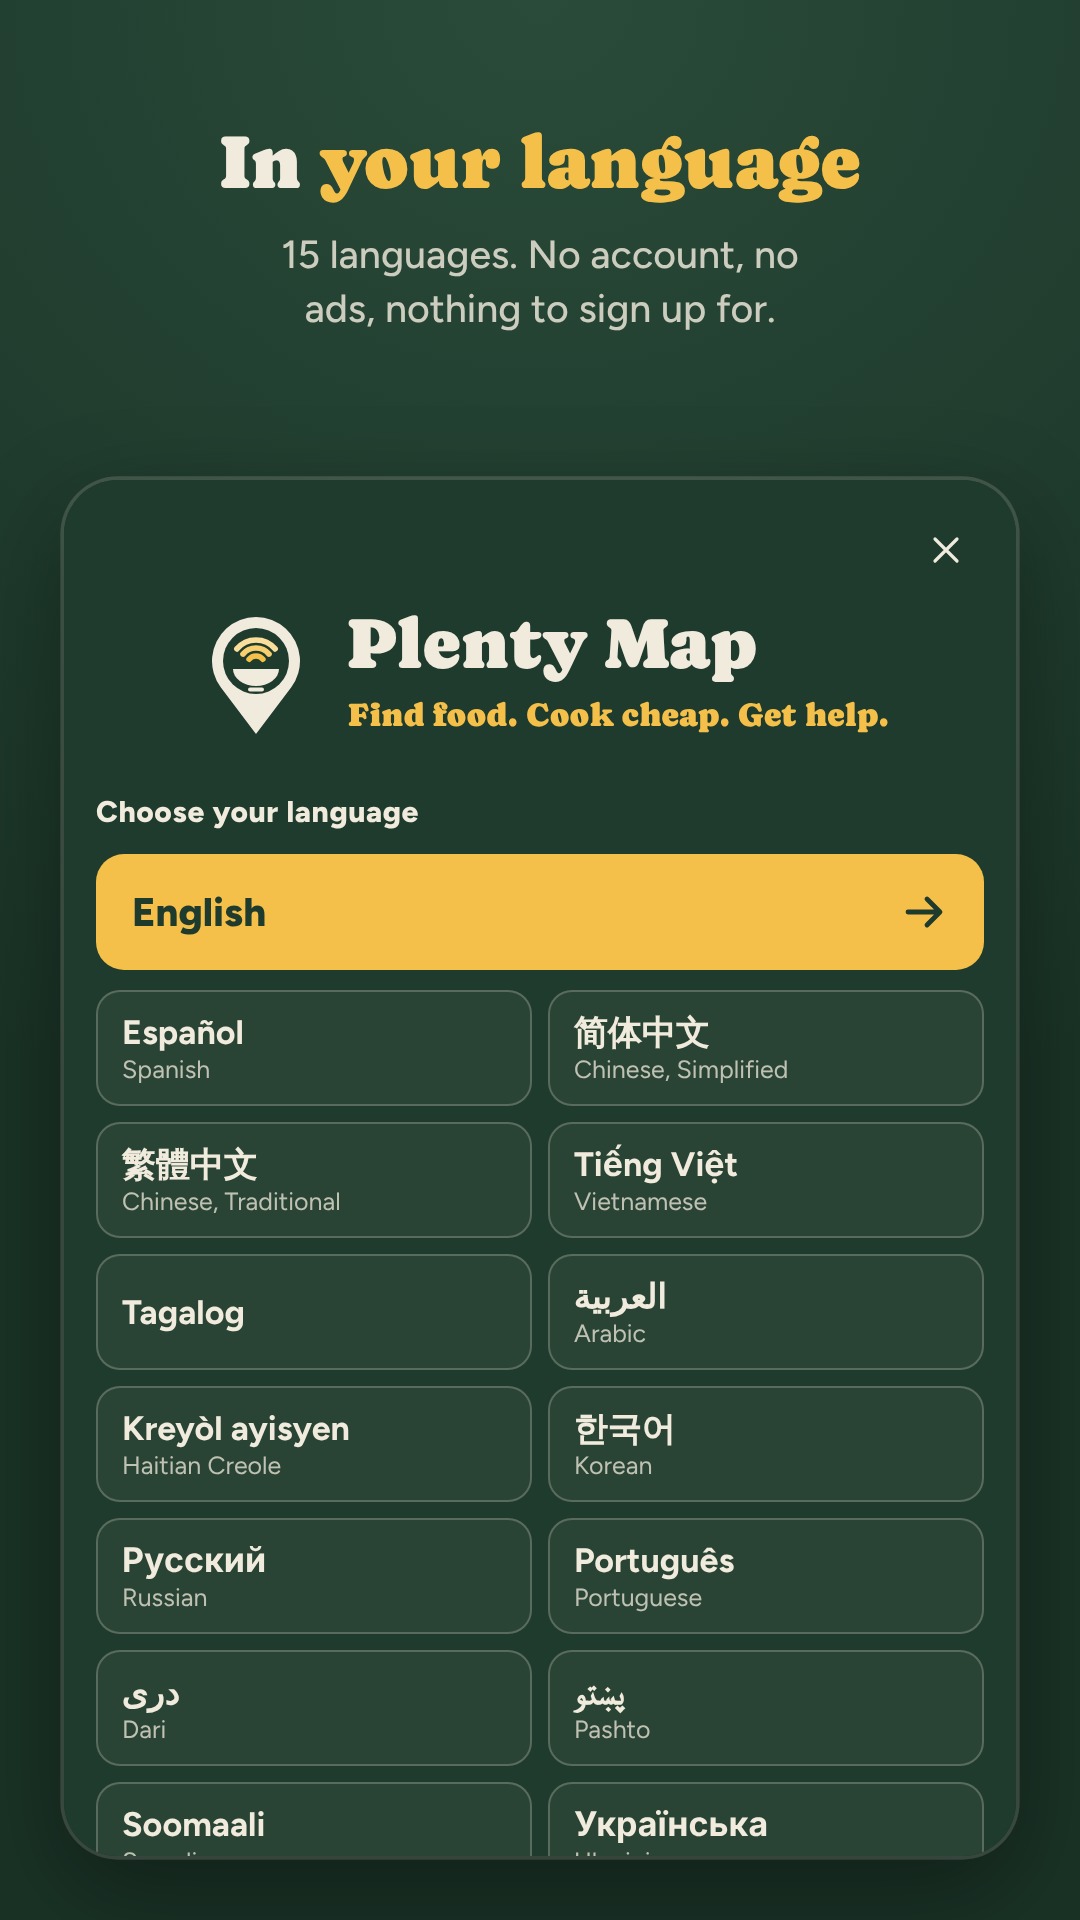 In your language
15 languages. No account, no
ads, nothing to sign up for.
Plenty Map
Find food. Cook cheap. Get help.
Choose your language
English
Español
Spanish
简体中文
Chinese, Simplified
繁體中文
Chinese, Traditional
Tiếng Việt
Vietnamese
Tagalog
العربية
Arabic
Kreyòl ayisyen
Haitian Creole
한국어
Korean
Русский
Russian
Português
Portuguese
دری
Dari
پښتو
Pashto
Soomaali
Українська